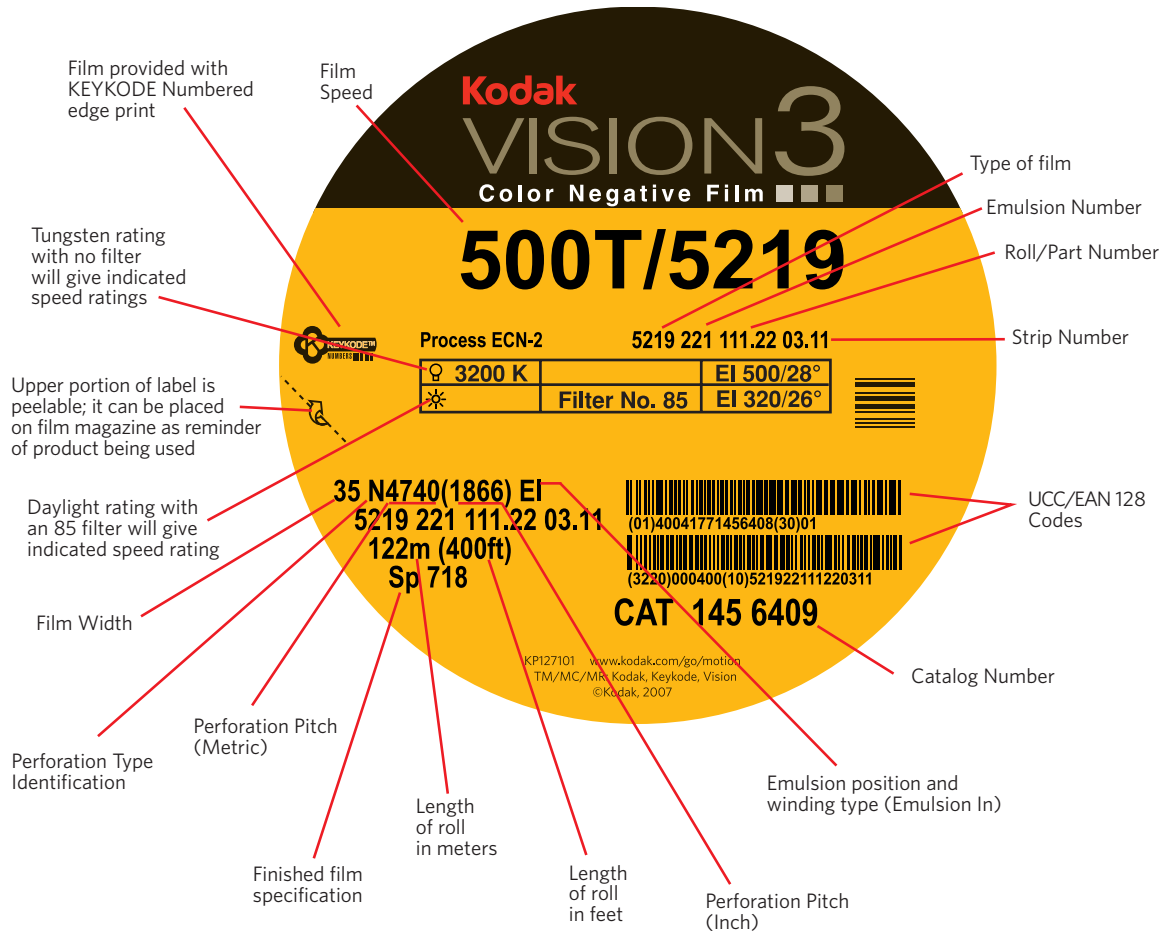 Film provided with
KEYKODE Numbered
edge print
Film
Speed
Kodak
VISION3
Color Negative Film
500T/5219
Type of film
Emulsion Number
Roll/Part Number
Strip Number
Tungsten rating
with no filter
will give indicated
speed ratings
KEYKODE™
NUMBERS
Process ECN-2
5219 221 111.22 03.11
3200 K EI 500/28°
Filter No. 85 EI 320/26°
Upper portion of label is
peelable; it can be placed
on film magazine as reminder
of product being used
Daylight rating with
an 85 filter will give
indicated speed rating
35 N4740(1866) EI
5219 221 111.22 03.11
122m (400ft)
Sp 718
(01)40041771456408(30)01
(3220)000400(10)521922111220311
CAT 145 6409
UCC/EAN 128
Codes
KP127101 www.kodak.com/go/motion
TM/MC/MR: Kodak, Keykode, Vision
©Kodak, 2007
Film Width
Catalog Number
Perforation Type
Identification
Perforation Pitch
(Metric)
Finished film
specification
Length
of roll
in meters
Length
of roll
in feet
Perforation Pitch
(Inch)
Emulsion position and
winding type (Emulsion In)